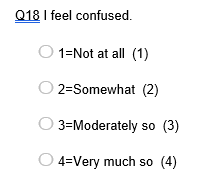 Q18 I feel confused.
1=Not at all (1)
2=Somewhat (2)
3=Moderately so (3)
4=Very much so (4)